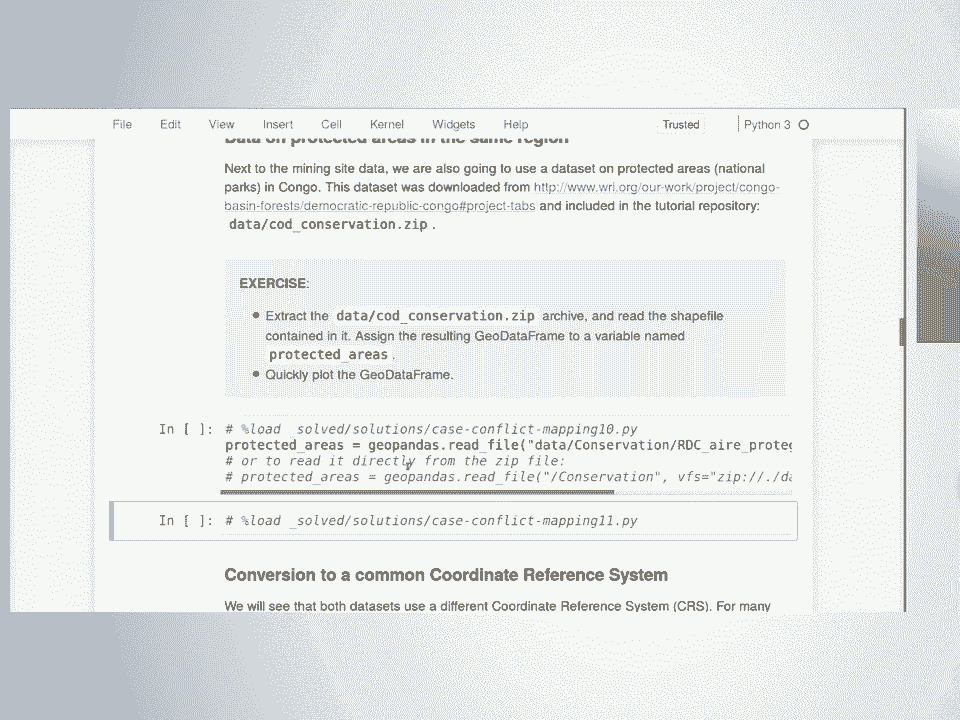 File Edit View Insert Cell Kernel Widgets Help Trusted Python 3
Data on protected areas in the same region
Next to the mining site data, we are also going to use a dataset on protected areas (national
parks) in Congo. This dataset was downloaded from http://www.wri.org/our-work/project/congo-
basin-forests/democratic-republic-congo#project-tabs and included in the tutorial repository:
data/cod_conservation.zip .
EXERCISE:
Extract the data/cod_conservation.zip archive, and read the shapefile
contained in it. Assign the resulting GeoDataFrame to a variable named
protected_areas .
Quickly plot the GeoDataFrame.
In [ ]: # %load _solved/solutions/case-conflict-mapping10.py
protected_areas = geopandas.read_file("data/Conservation/RDC_aire_protec
# or to read it directly from the zip file:
# protected_areas = geopandas.read_file("/Conservation", vfs="zip://./da
In [ ]: # %load _solved/solutions/case-conflict-mapping11.py
Conversion to a common Coordinate Reference System
We will see that both datasets use a different Coordinate Reference System (CRS). For many